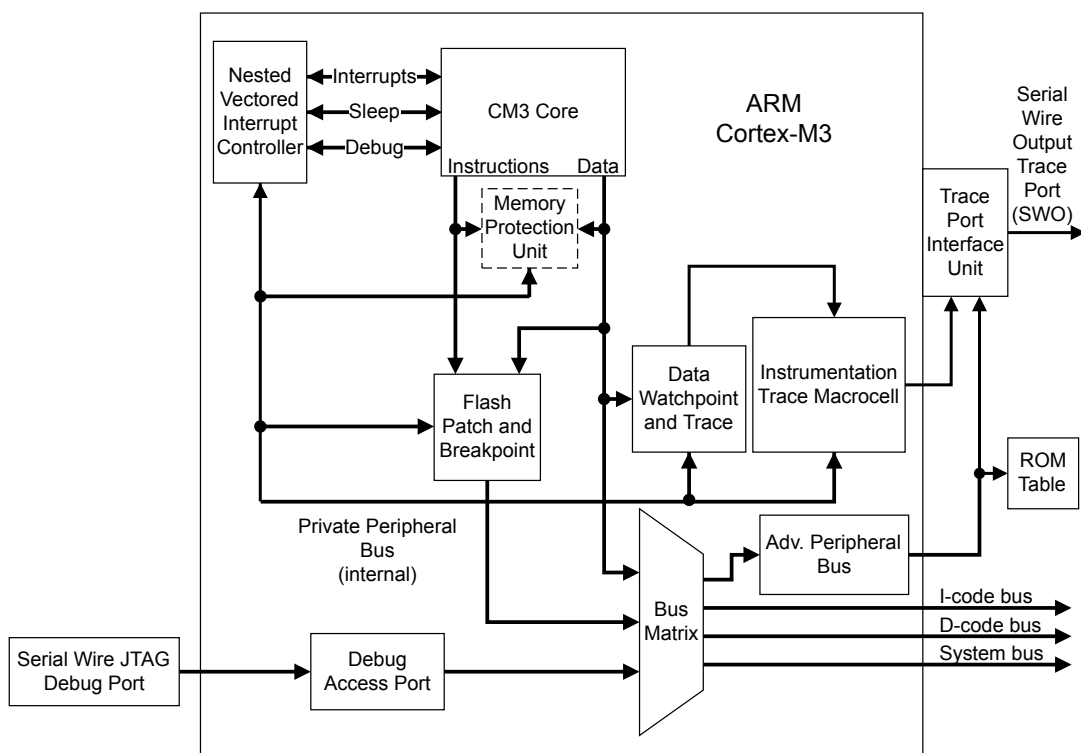 Nested
Vectored
Interrupt
Controller
Interrupts
Sleep
Debug
CM3 Core
Instructions
Data
ARM
Cortex-M3
Serial
Wire
Output
Trace
Port
(SWO)
Memory
Protection
Unit
Trace
Port
Interface
Unit
Flash
Patch and
Breakpoint
Data
Watchpoint
and Trace
Instrumentation
Trace Macrocell
ROM
Table
Private Peripheral
Bus
(internal)
Adv. Peripheral
Bus
Bus
Matrix
I-code bus
D-code bus
System bus
Serial Wire JTAG
Debug Port
Debug
Access Port